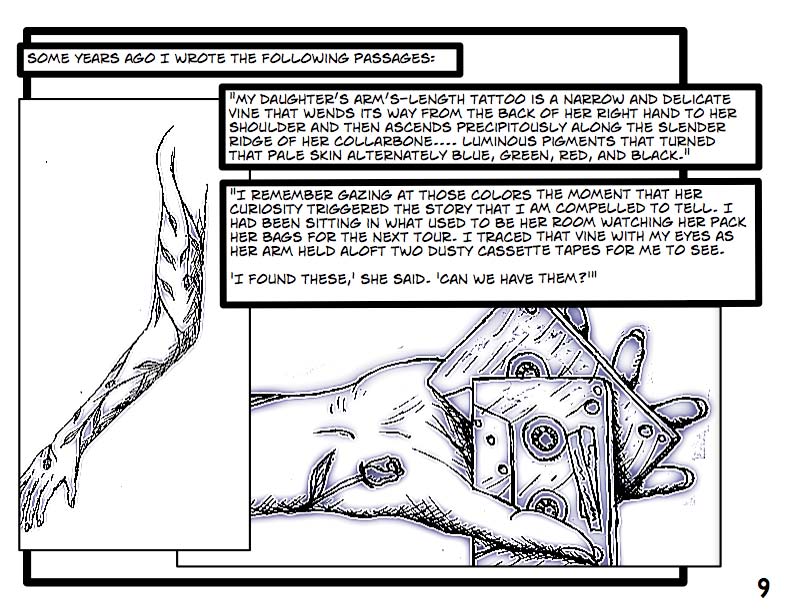 SOME YEARS AGO I WROTE THE FOLLOWING PASSAGES:
"MY DAUGHTER'S ARM'S-LENGTH TATTOO IS A NARROW AND DELICATE
VINE THAT WENDS ITS WAY FROM THE BACK OF HER RIGHT HAND TO HER
SHOULDER AND THEN ASCENDS PRECIPITOUSLY ALONG THE SLENDER
RIDGE OF HER COLLARBONE.... LUMINOUS PIGMENTS THAT TURNED
THAT PALE SKIN ALTERNATELY BLUE, GREEN, RED, AND BLACK."
"I REMEMBER GAZING AT THOSE COLORS THE MOMENT THAT HER
CURIOSITY TRIGGERED THE STORY THAT I AM COMPELLED TO TELL. I
HAD BEEN SITTING IN WHAT USED TO BE HER ROOM WATCHING HER PACK
HER BAGS FOR THE NEXT TOUR. I TRACED THAT VINE WITH MY EYES AS
HER ARM HELD ALOFT TWO DUSTY CASSETTE TAPES FOR ME TO SEE.
'I FOUND THESE,' SHE SAID. 'CAN WE HAVE THEM?'"
9